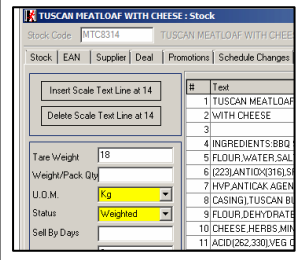 TUSCAN MEATLOAF WITH CHEESE : Stock
Stock Code MTC8314 TUSCAN MEATLOAF WITH CHEES
Stock EAN Supplier Deal Promotions Schedule Changes
Insert Scale Text Line at 14
Delete Scale Text Line at 14
Tare Weight 18
Weight/Pack Qty
U.O.M. Kg
Status Weighted
Sell By Days
# Text
1 TUSCAN MEATLOAF
2 WITH CHEESE
3
4 INGREDIENTS:BBQ
5 FLOUR,WATER,SAL
6 (223),ANTIOX(316),SP
7 HVP,ANTICAK AGEN
8 CASING),TUSCAN BL
9 FLOUR,DEHYDRATE
10 CHEESE,HERBS,MIN
11 ACID(262,330),VEG O